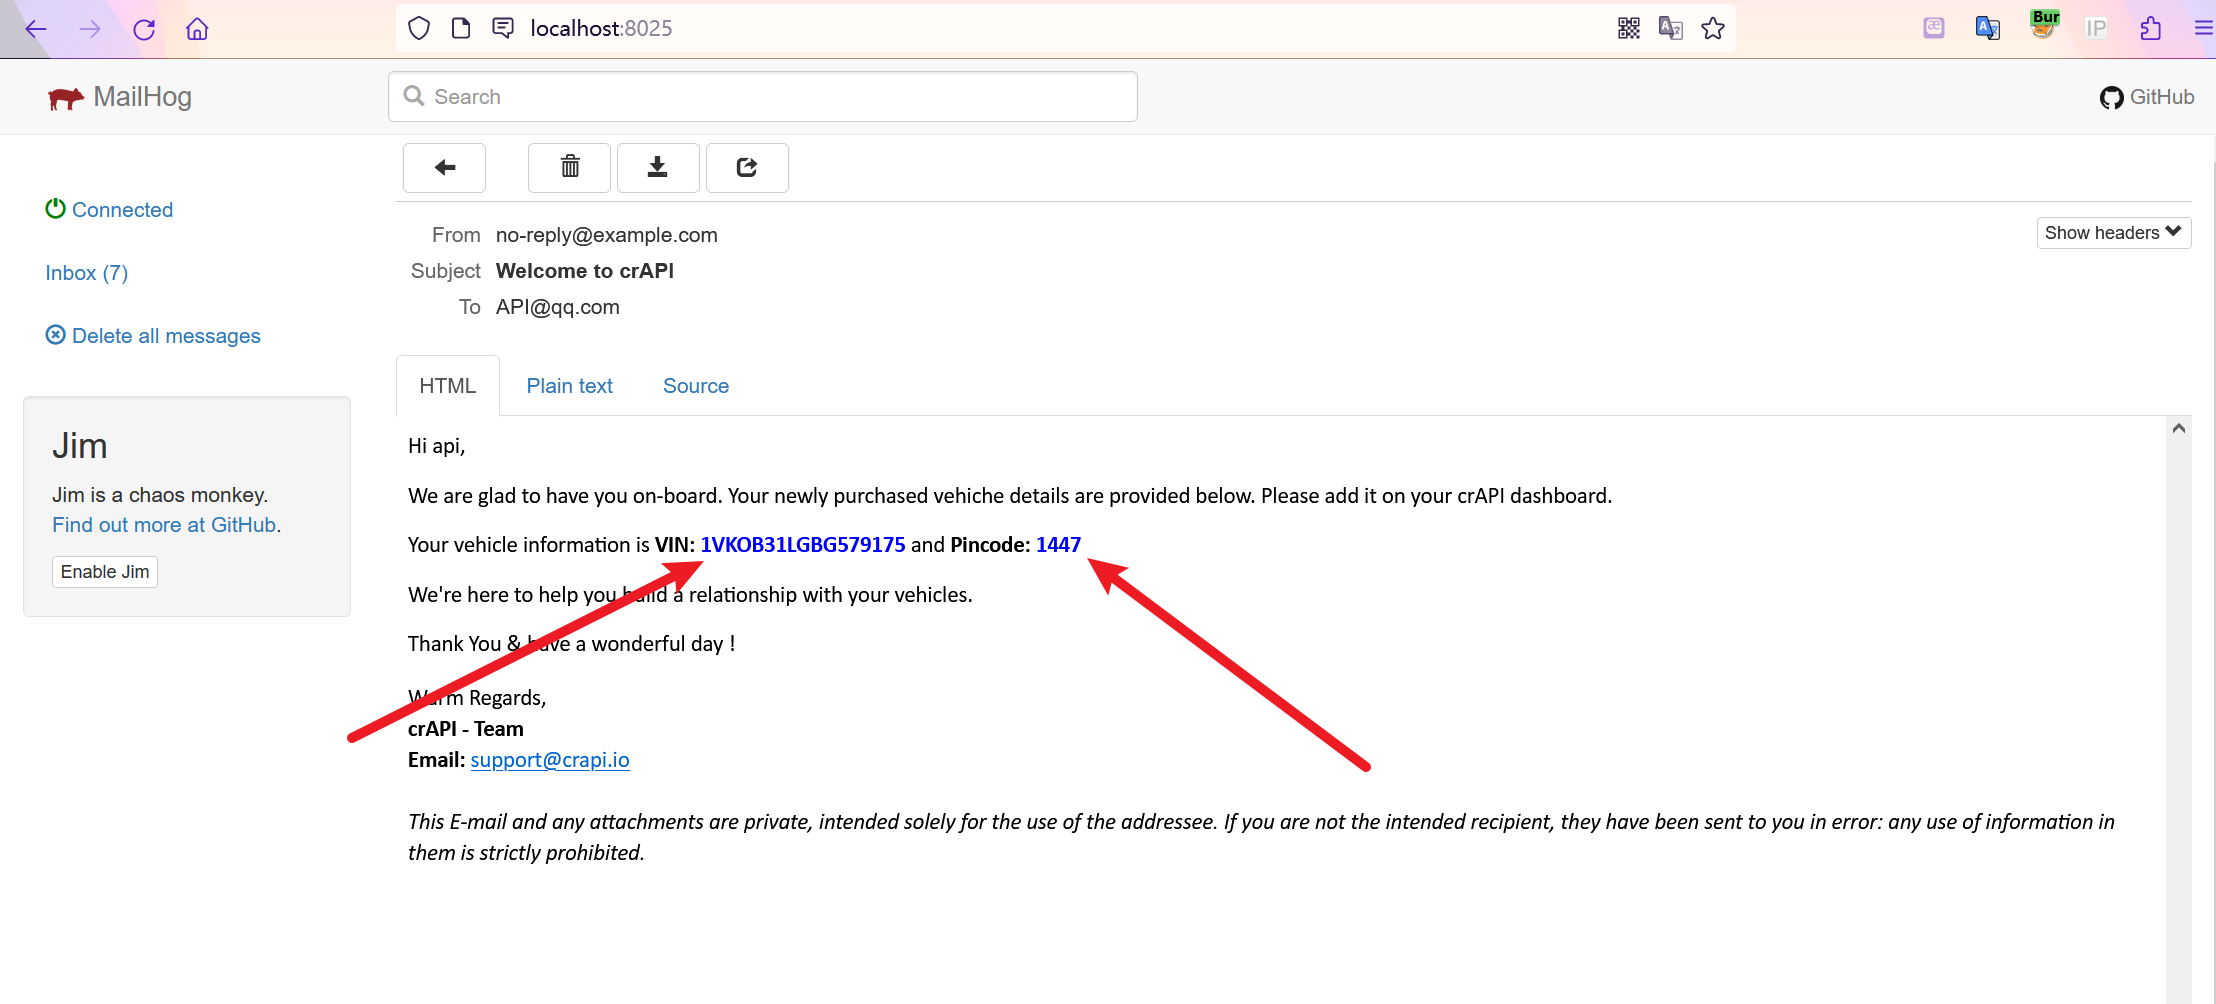 localhost:8025
Bur
IP
MailHog
Search
GitHub
Connected
Inbox (7)
Delete all messages
Jim
Jim is a chaos monkey.
Find out more at GitHub.
Enable Jim
From no-reply@example.com
Show headers
Subject Welcome to crAPI
To API@qq.com
HTML Plain text Source
Hi api,
We are glad to have you on-board. Your newly purchased vehiche details are provided below. Please add it on your crAPI dashboard.
Your vehicle information is VIN: 1VKOB31LGBG579175 and Pincode: 1447
We're here to help you build a relationship with your vehicles.
Thank You & have a wonderful day !
Warm Regards,
crAPI - Team
Email: support@crapi.io
This E-mail and any attachments are private, intended solely for the use of the addressee. If you are not the intended recipient, they have been sent to you in error: any use of information in
them is strictly prohibited.